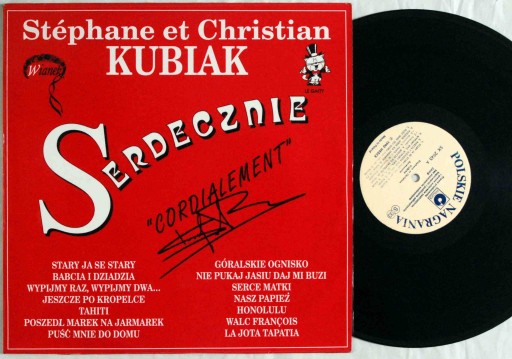 Stéphane et Christian
KUBIAK
Wianek
SERDECZNIE
"CORDIALEMENT"
STARY JA SE STARY
BABCIA I DZIADZIA
WYPIJMY RAZ, WYPIJMY DWA...
JESZCZE PO KROPELCE
TAHITI
POSZEDŁ MAREK NA JARMAREK
PUŚĆ MNIE DO DOMU
GÓRALSKIE OGNISKO
NIE PUKAJ JASIU DAJ MI BUZI
SERCE MATKI
NASZ PAPIEŻ
HONOLULU
WALC FRANÇOIS
LA JOTA TAPATIA
POLSKIE NAGRANIA